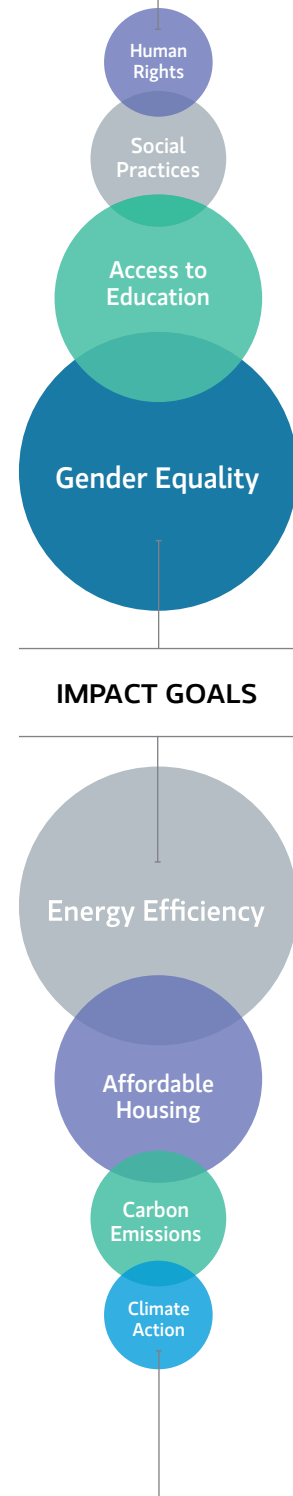 Human
Rights
Social
Practices
Access to
Education
Gender Equality
IMPACT GOALS
Energy Efficiency
Affordable
Housing
Carbon
Emissions
Climate
Action